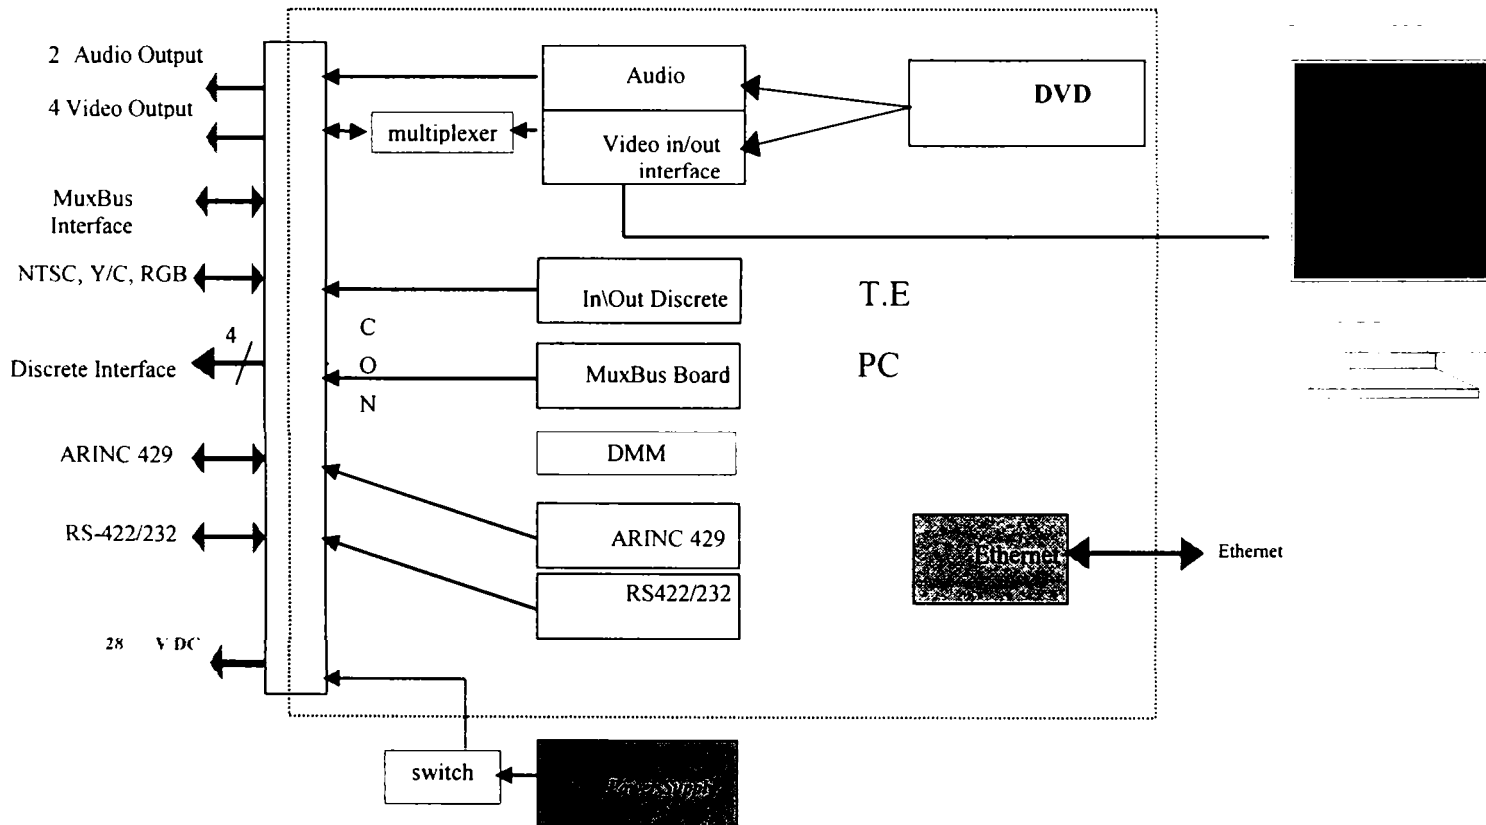 2 Audio Output
4 Video Output
MuxBus
Interface
NTSC, Y/C, RGB
4
Discrete Interface
ARINC 429
RS-422/232
28 V DC
C
O
N
Audio
multiplexer
Video in/out
interface
DVD
In\Out Discrete
MuxBus Board
DMM
ARINC 429
RS422/232
T.E
PC
Ethernet
Ethernet
switch